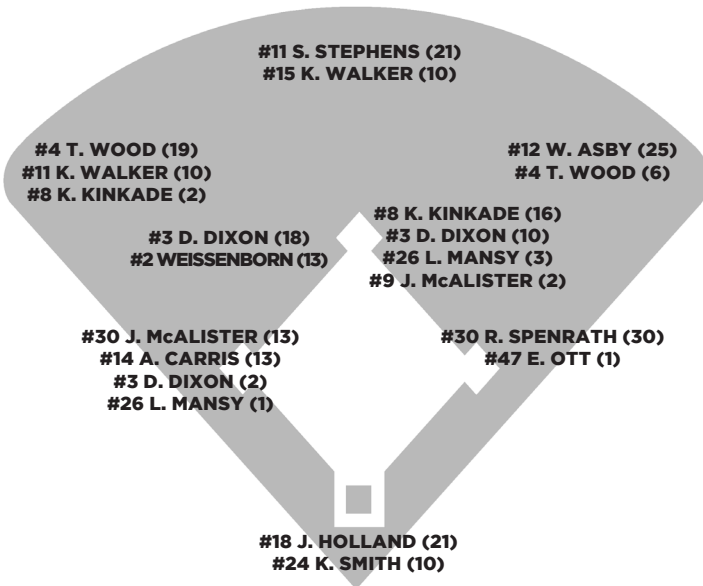 #11 S. STEPHENS (21)
#15 K. WALKER (10)
#4 T. WOOD (19)
#11 K. WALKER (10)
#8 K. KINKADE (2)
#12 W. ASBY (25)
#4 T. WOOD (6)
#3 D. DIXON (18)
#2 WEISSENBORN (13)
#8 K. KINKADE (16)
#3 D. DIXON (10)
#26 L. MANSY (3)
#9 J. McALISTER (2)
#30 J. McALISTER (13)
#14 A. CARRIS (13)
#3 D. DIXON (2)
#26 L. MANSY (1)
#30 R. SPENRATH (30)
#47 E. OTT (1)
#18 J. HOLLAND (21)
#24 K. SMITH (10)